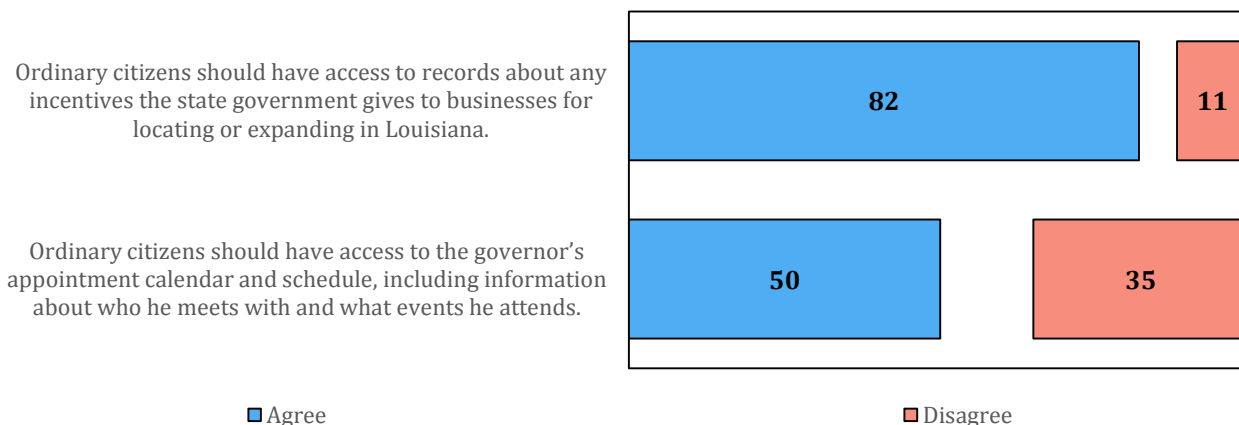 Ordinary citizens should have access to records about any
incentives the state government gives to businesses for
locating or expanding in Louisiana.
82
11
Ordinary citizens should have access to the governor’s
appointment calendar and schedule, including information
about who he meets with and what events he attends.
50
35
Agree
Disagree